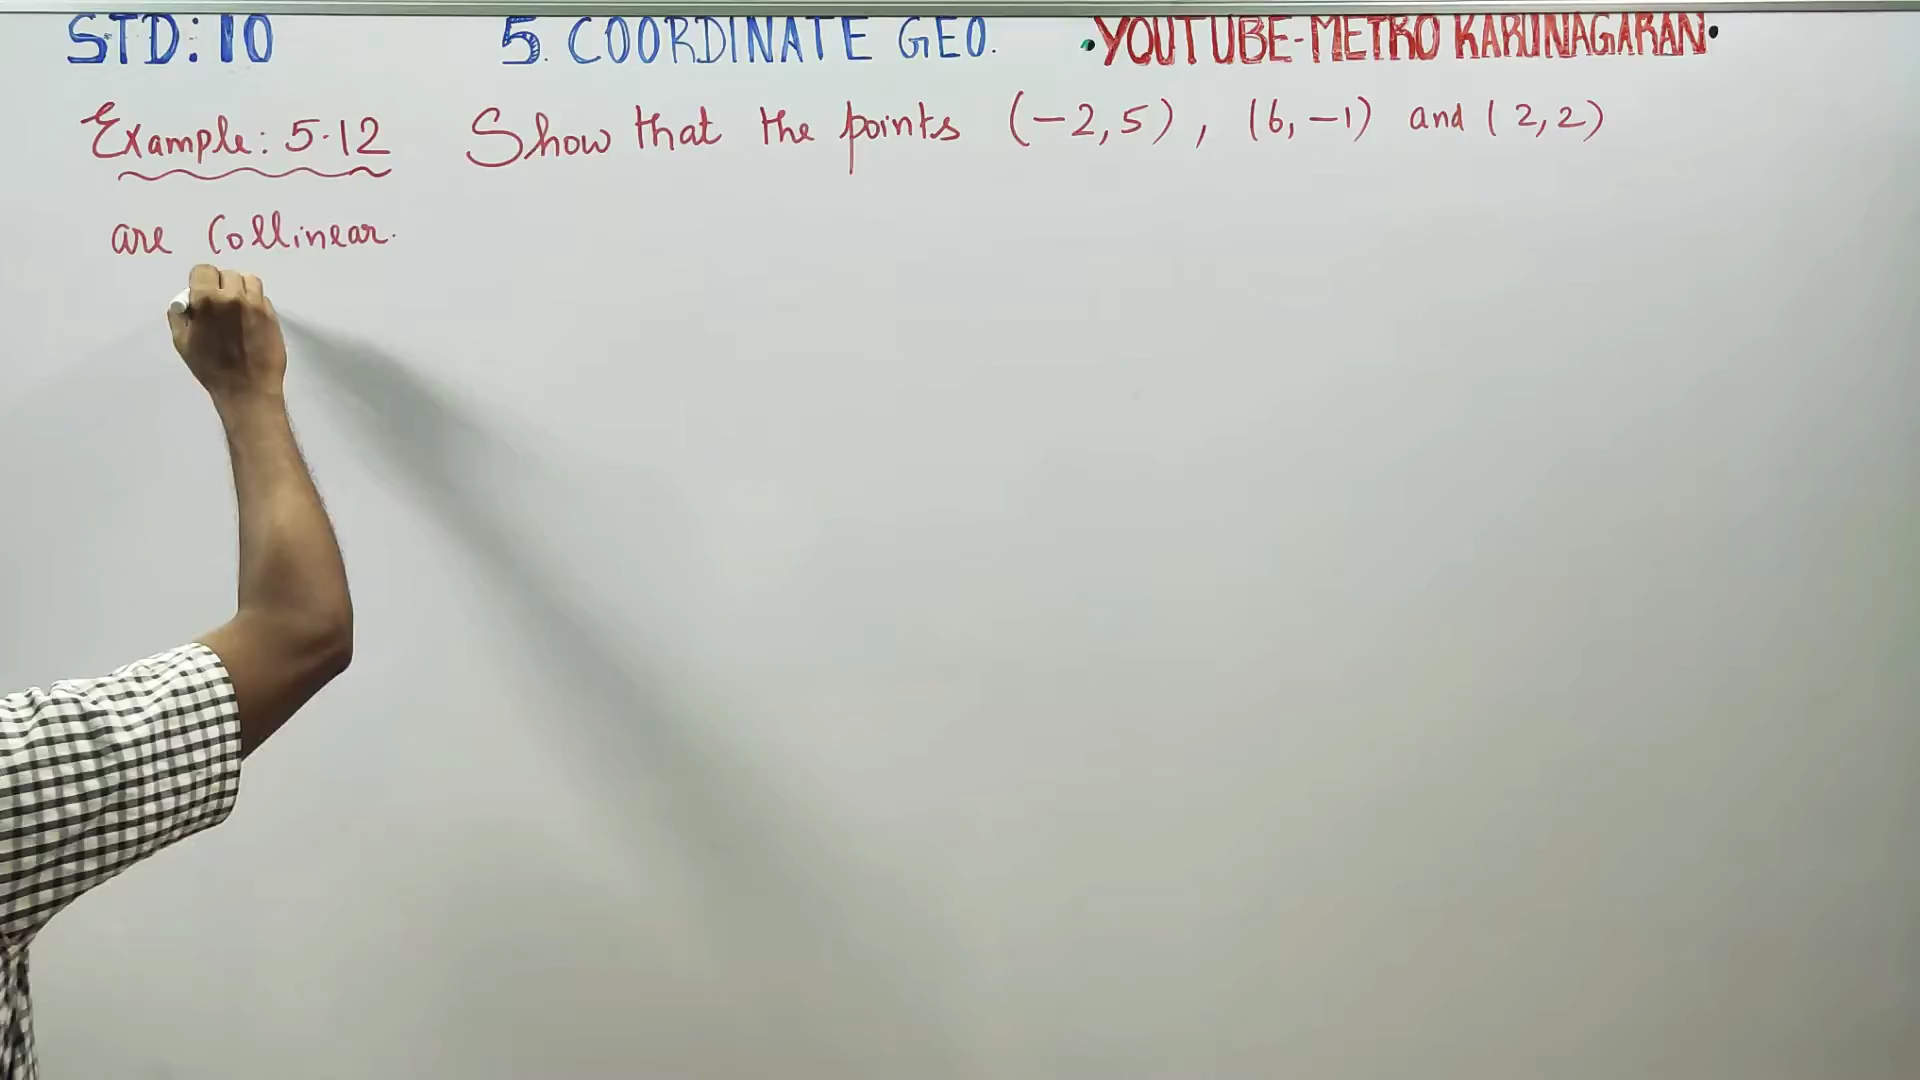 STD: 10 5. COORDINATE GEO. •YOUTUBE-METRO KARUNAGARAN•
Example: 5.12 Show that the points (-2,5), (6,-1) and (2,2)
are Collinear.